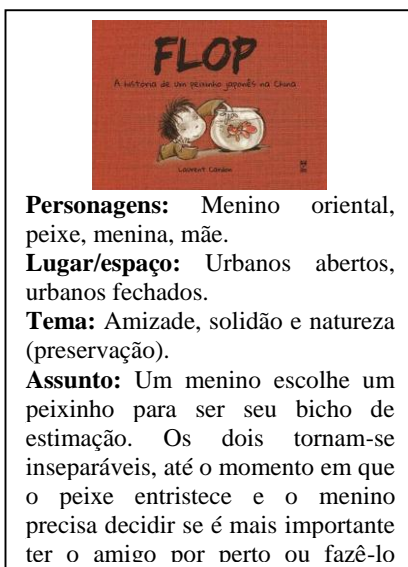 FLOP
A história de um peixinho japonês na China
Laurent Cardon
Personagens: Menino oriental,
peixe, menina, mãe.
Lugar/espaço: Urbanos abertos,
urbanos fechados.
Tema: Amizade, solidão e natureza
(preservação).
Assunto: Um menino escolhe um
peixinho para ser seu bicho de
estimação. Os dois tornam-se
inseparáveis, até o momento em que
o peixe entristece e o menino
precisa decidir se é mais importante
ter o amigo por perto ou fazê-lo